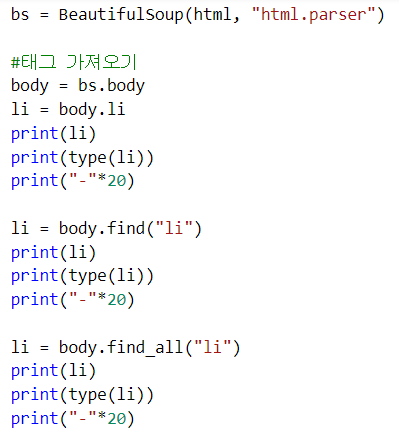 bs = BeautifulSoup(html, "html.parser")
#태그 가져오기
body = bs.body
li = body.li
print(li)
print(type(li))
print("-"*20)
li = body.find("li")
print(li)
print(type(li))
print("-"*20)
li = body.find_all("li")
print(li)
print(type(li))
print("-"*20)